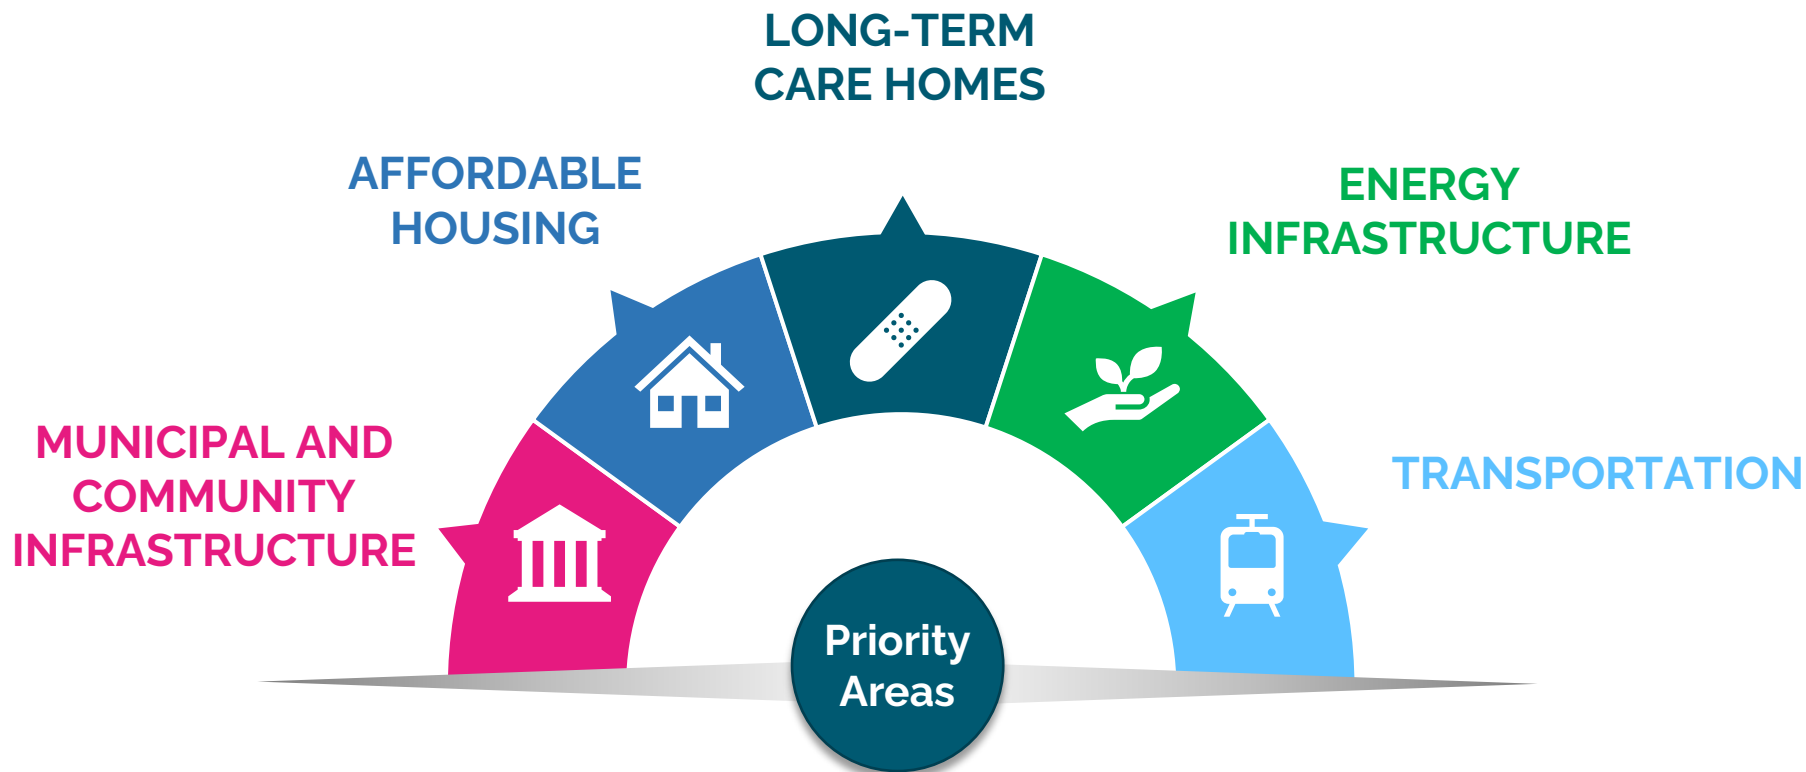 LONG-TERM
CARE HOMES
AFFORDABLE
HOUSING
ENERGY
INFRASTRUCTURE
MUNICIPAL AND
COMMUNITY
INFRASTRUCTURE
TRANSPORTATION
Priority
Areas